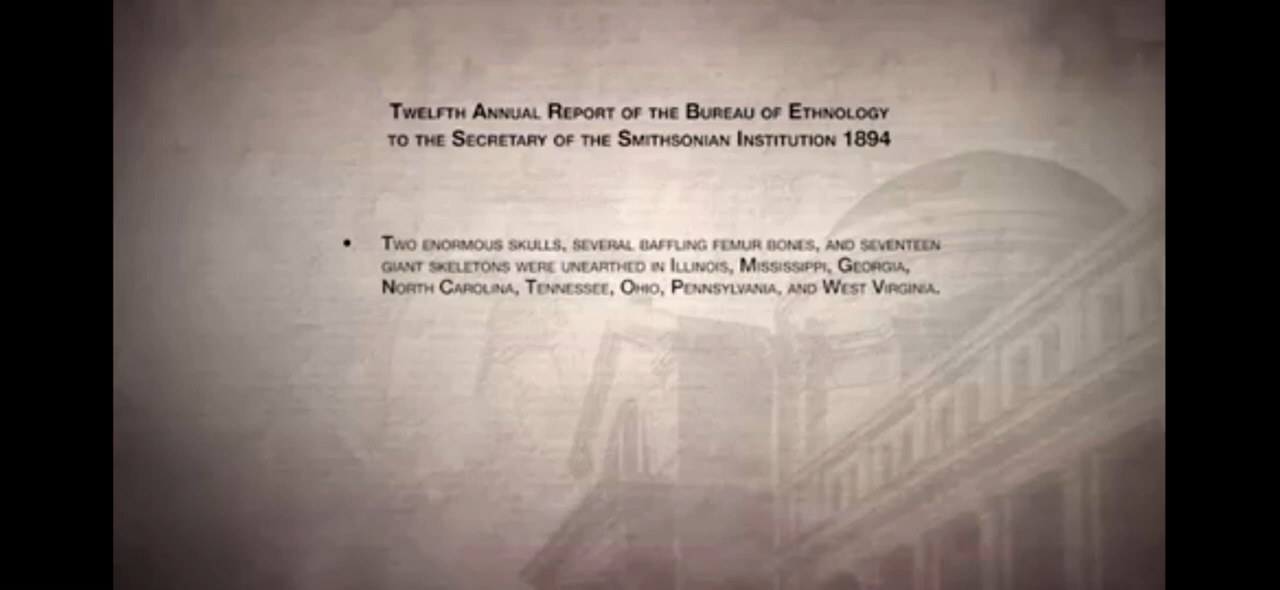 TWELFTH ANNUAL REPORT OF THE BUREAU OF ETHNOLOGY
TO THE SECRETARY OF THE SMITHSONIAN INSTITUTION 1894
• TWO ENORMOUS SKULLS, SEVERAL BAFFLING FEMUR BONES, AND SEVENTEEN
GIANT SKELETONS WERE UNEARTHED IN ILLINOIS, MISSISSIPPI, GEORGIA,
NORTH CAROLINA, TENNESSEE, OHIO, PENNSYLVANIA, AND WEST VIRGINIA.